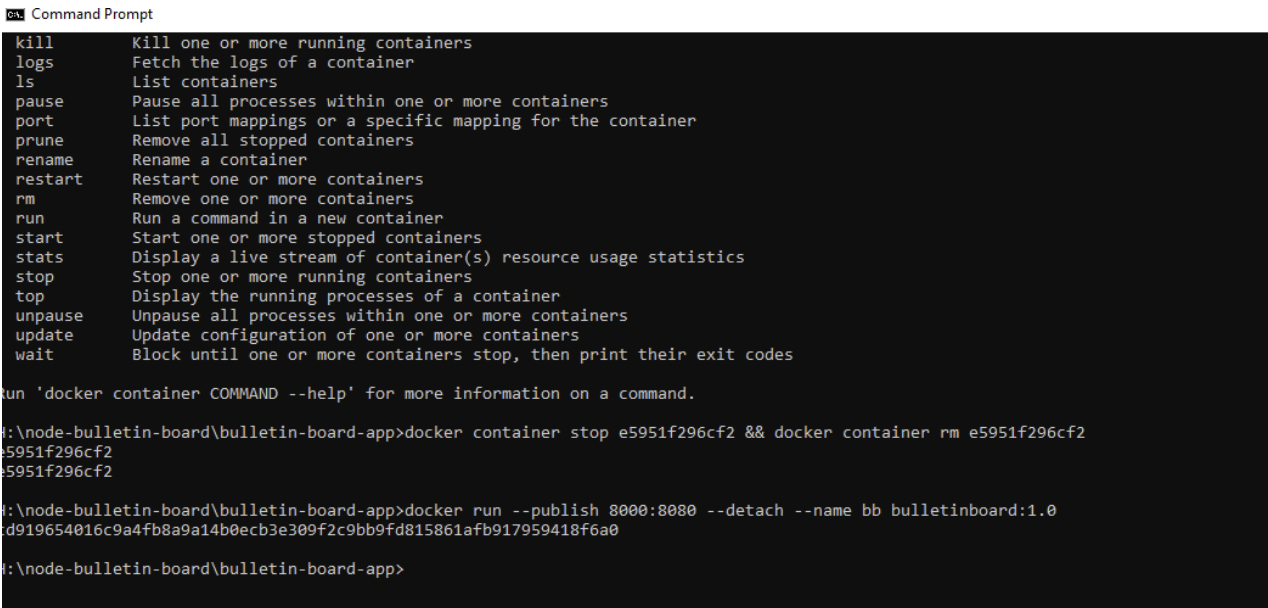 Command Prompt
kill Kill one or more running containers
logs Fetch the logs of a container
ls List containers
pause Pause all processes within one or more containers
port List port mappings or a specific mapping for the container
prune Remove all stopped containers
rename Rename a container
restart Restart one or more containers
rm Remove one or more containers
run Run a command in a new container
start Start one or more stopped containers
stats Display a live stream of container(s) resource usage statistics
stop Stop one or more running containers
top Display the running processes of a container
unpause Unpause all processes within one or more containers
update Update configuration of one or more containers
wait Block until one or more containers stop, then print their exit codes
Run 'docker container COMMAND --help' for more information on a command.
:\node-bulletin-board\bulletin-board-app>docker container stop e5951f296cf2 && docker container rm e5951f296cf2
e5951f296cf2
e5951f296cf2
:\node-bulletin-board\bulletin-board-app>docker run --publish 8000:8080 --detach --name bb bulletinboard:1.0
d919654016c9a4fb8a9a14b0ecb3e309f2c9bb9fd815861afb917959418f6a0
:\node-bulletin-board\bulletin-board-app>